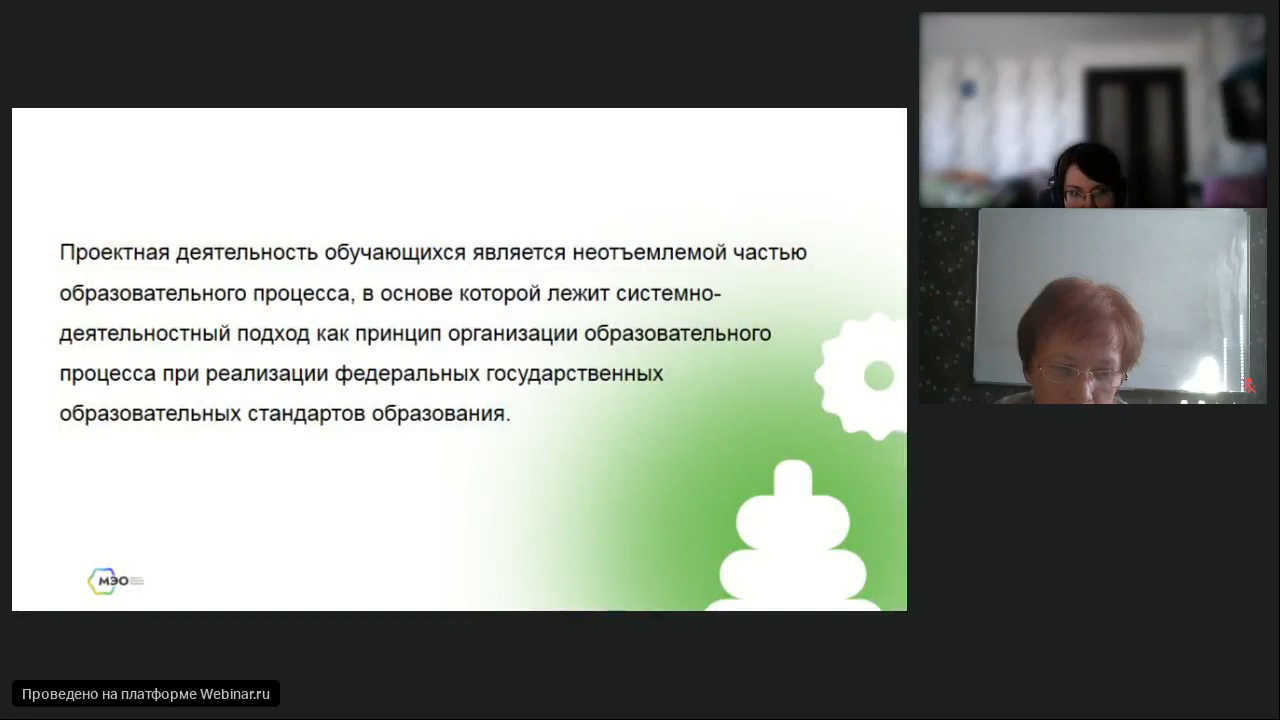 Проектная деятельность обучающихся является неотъемлемой частью
образовательного процесса, в основе которой лежит системно-
деятельностный подход как принцип организации образовательного
процесса при реализации федеральных государственных
образовательных стандартов образования.
МЭО
Проведено на платформе Webinar.ru